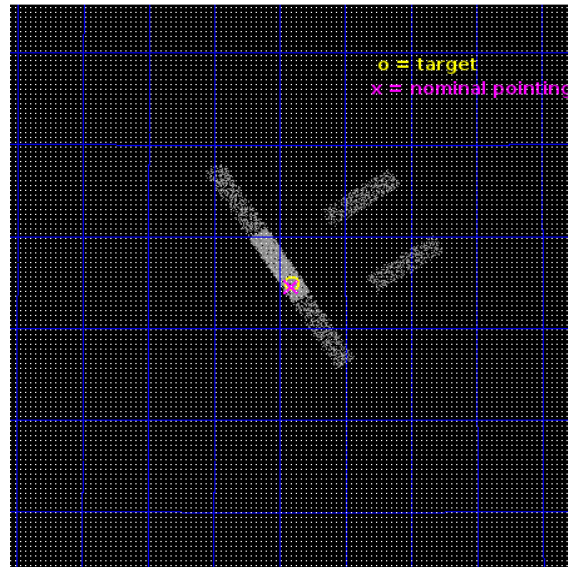 o = target
x = nominal pointing